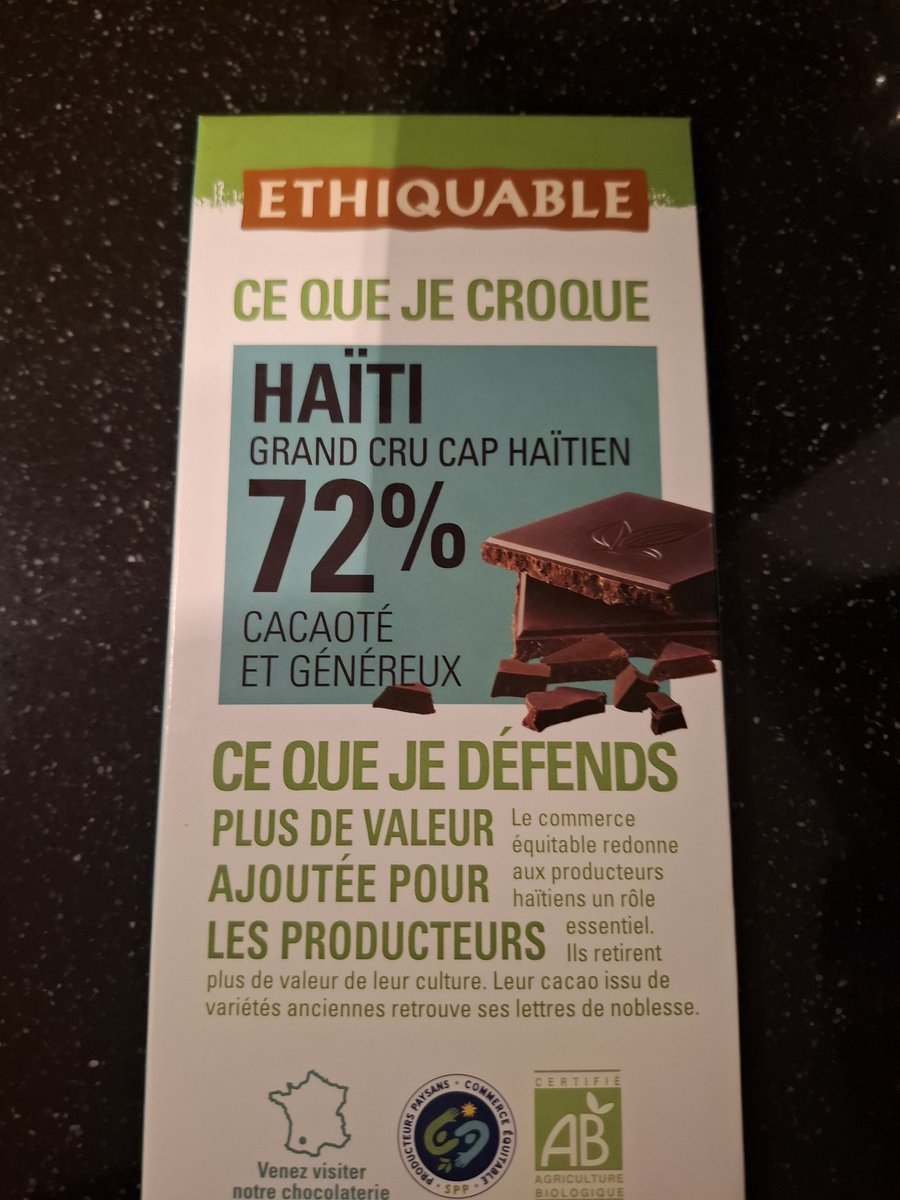 ETHIQUABLE
CE QUE JE CROQUE
HAÏTI
GRAND CRU CAP HAÏTIEN
72%
CACAOTÉ
ET GÉNÉREUX
CE QUE JE DÉFENDS
PLUS DE VALEUR
AJOUTÉE POUR
LES PRODUCTEURS
Le commerce
équitable redonne
aux producteurs
haïtiens un rôle
essentiel.
Ils retirent
plus de valeur de leur culture. Leur cacao issu de
variétés anciennes retrouve ses lettres de noblesse.
Venez visiter
notre chocolaterie
PRODUCTEURS PAYSANS • COMMERCE ÉQUITABLE •
SPP
CERTIFIÉ
AB
AGRICULTURE
BIOLOGIQUE